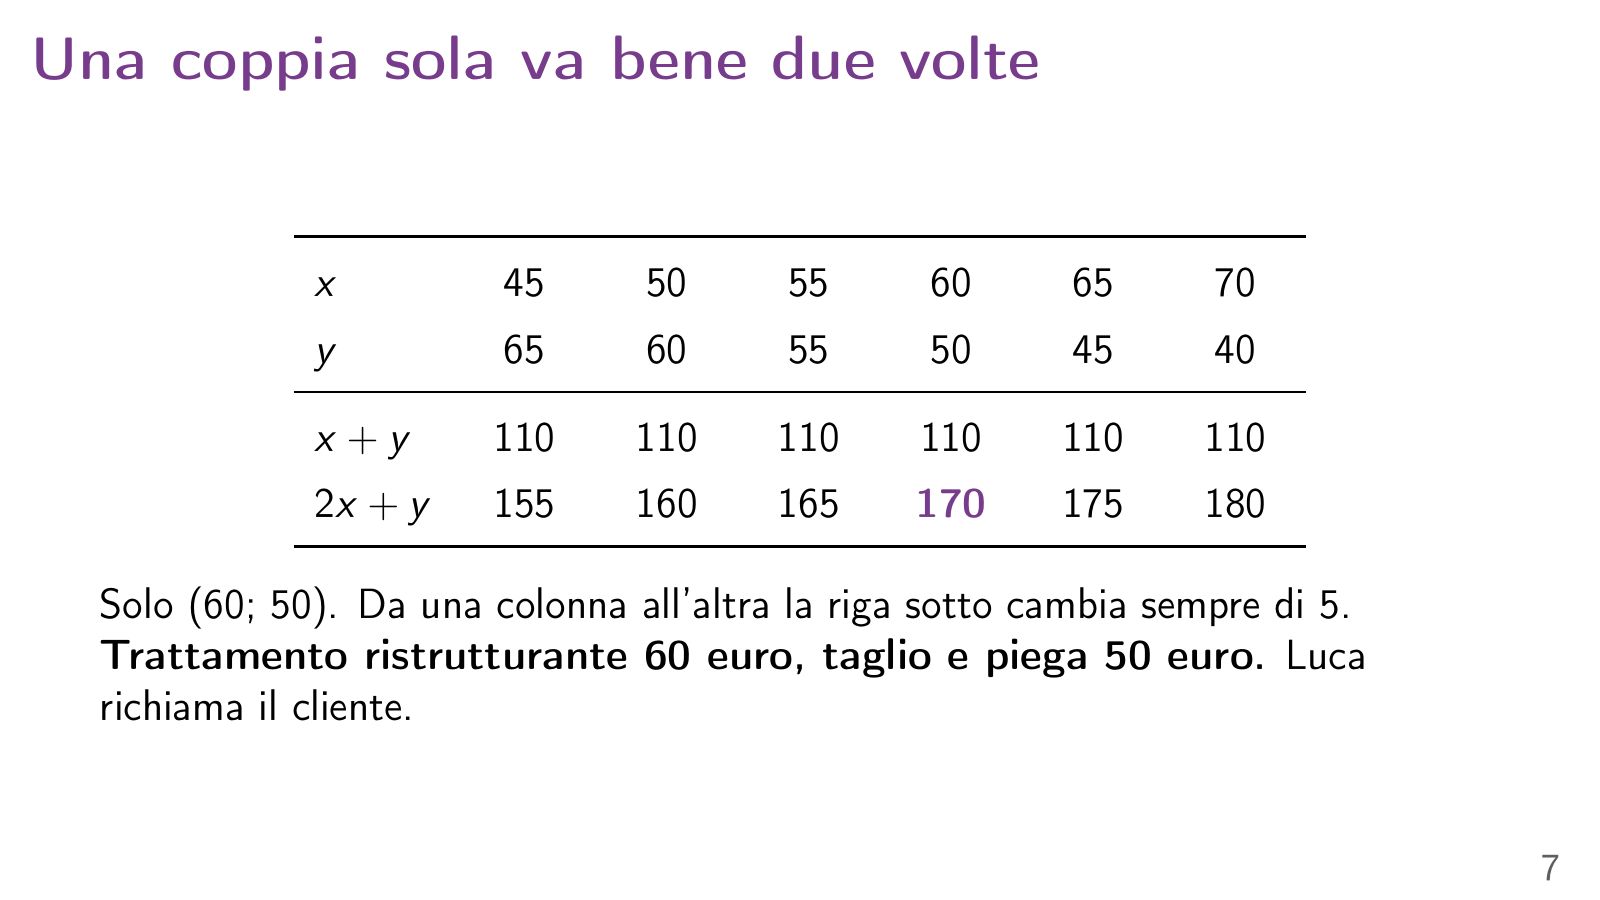 Una coppia sola va bene due volte
x 45 50 55 60 65 70
y 65 60 55 50 45 40
x + y 110 110 110 110 110 110
2x + y 155 160 165 170 175 180
Solo (60; 50). Da una colonna all'altra la riga sotto cambia sempre di 5.
Trattamento ristrutturante 60 euro, taglio e piega 50 euro. Luca
richiama il cliente.
7